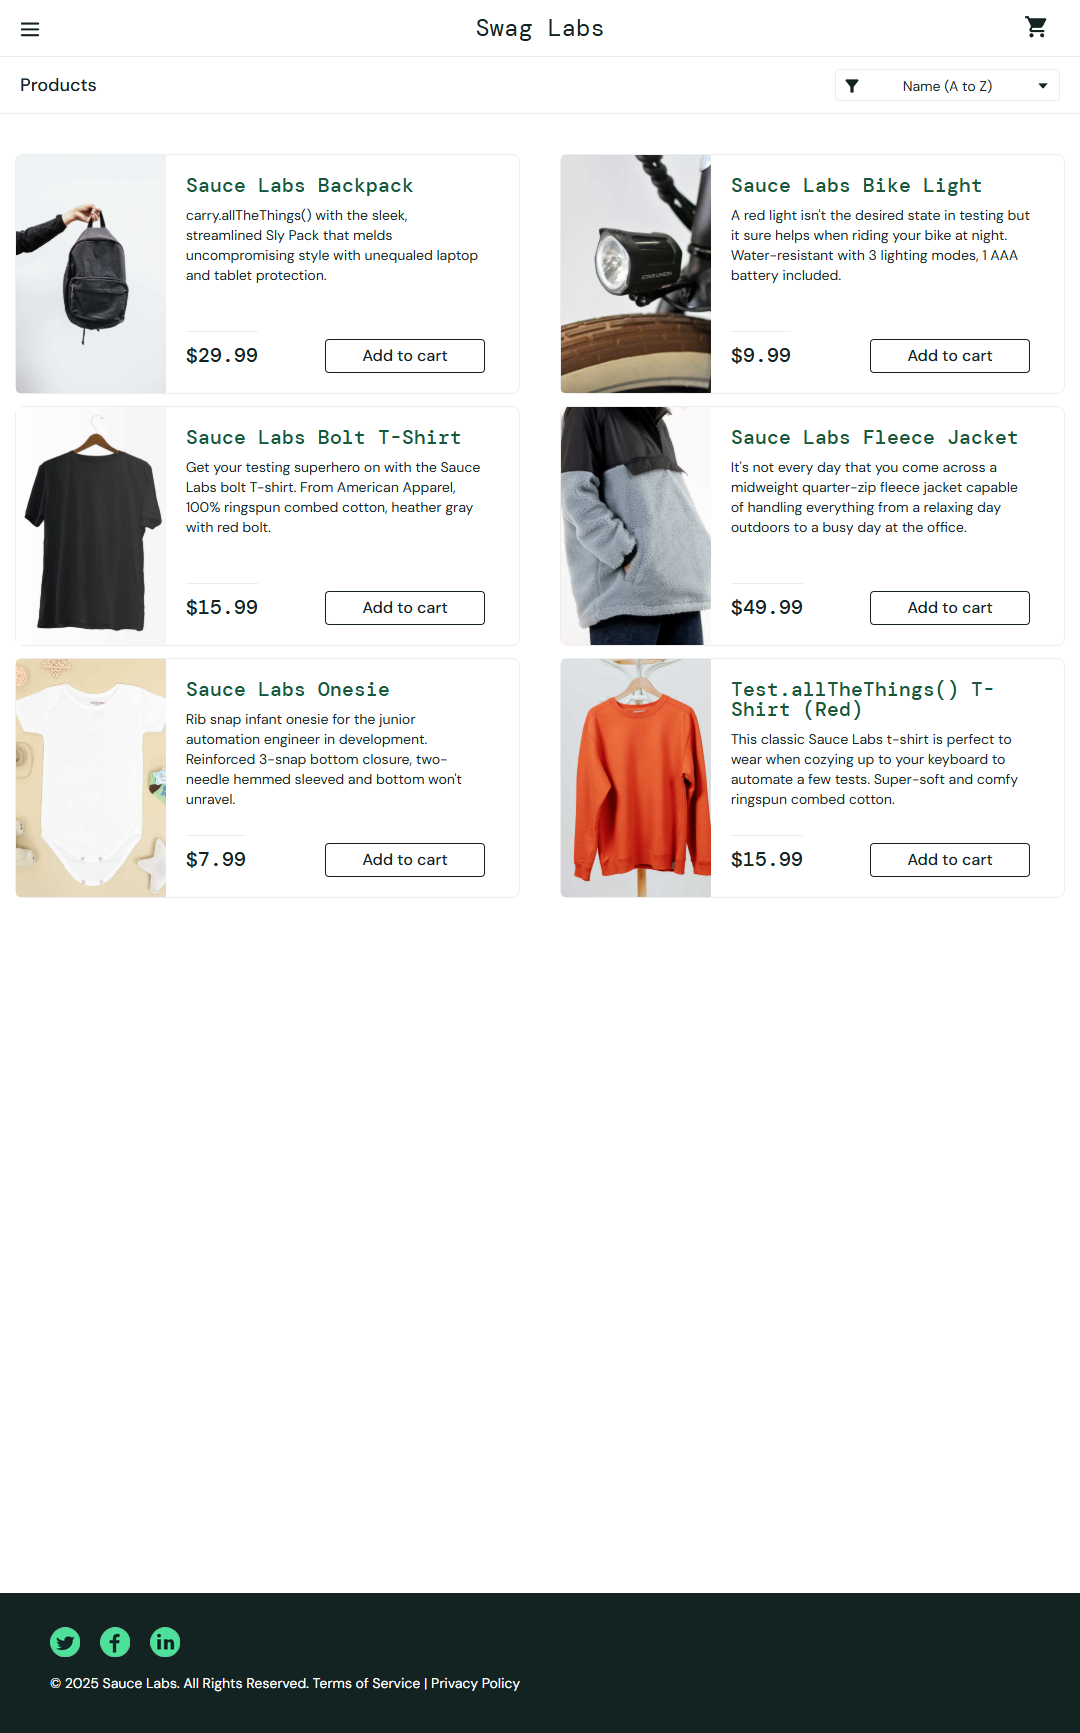 Swag Labs
Products
Name (A to Z)
Sauce Labs Backpack
carry.allTheThings() with the sleek,
streamlined Sly Pack that melds
uncompromising style with unequaled laptop
and tablet protection.
$29.99
Add to cart
Sauce Labs Bike Light
A red light isn't the desired state in testing but
it sure helps when riding your bike at night.
Water-resistant with 3 lighting modes, 1 AAA
battery included.
$9.99
Add to cart
STAR UNION
Sauce Labs Bolt T-Shirt
Get your testing superhero on with the Sauce
Labs bolt T-shirt. From American Apparel,
100% ringspun combed cotton, heather gray
with red bolt.
$15.99
Add to cart
Sauce Labs Fleece Jacket
It's not every day that you come across a
midweight quarter-zip fleece jacket capable
of handling everything from a relaxing day
outdoors to a busy day at the office.
$49.99
Add to cart
Sauce Labs Onesie
Rib snap infant onesie for the junior
automation engineer in development.
Reinforced 3-snap bottom closure, two-
needle hemmed sleeved and bottom won't
unravel.
$7.99
Add to cart
Test.allTheThings() T-
Shirt (Red)
This classic Sauce Labs t-shirt is perfect to
wear when cozying up to your keyboard to
automate a few tests. Super-soft and comfy
ringspun combed cotton.
$15.99
Add to cart
© 2025 Sauce Labs. All Rights Reserved. Terms of Service | Privacy Policy